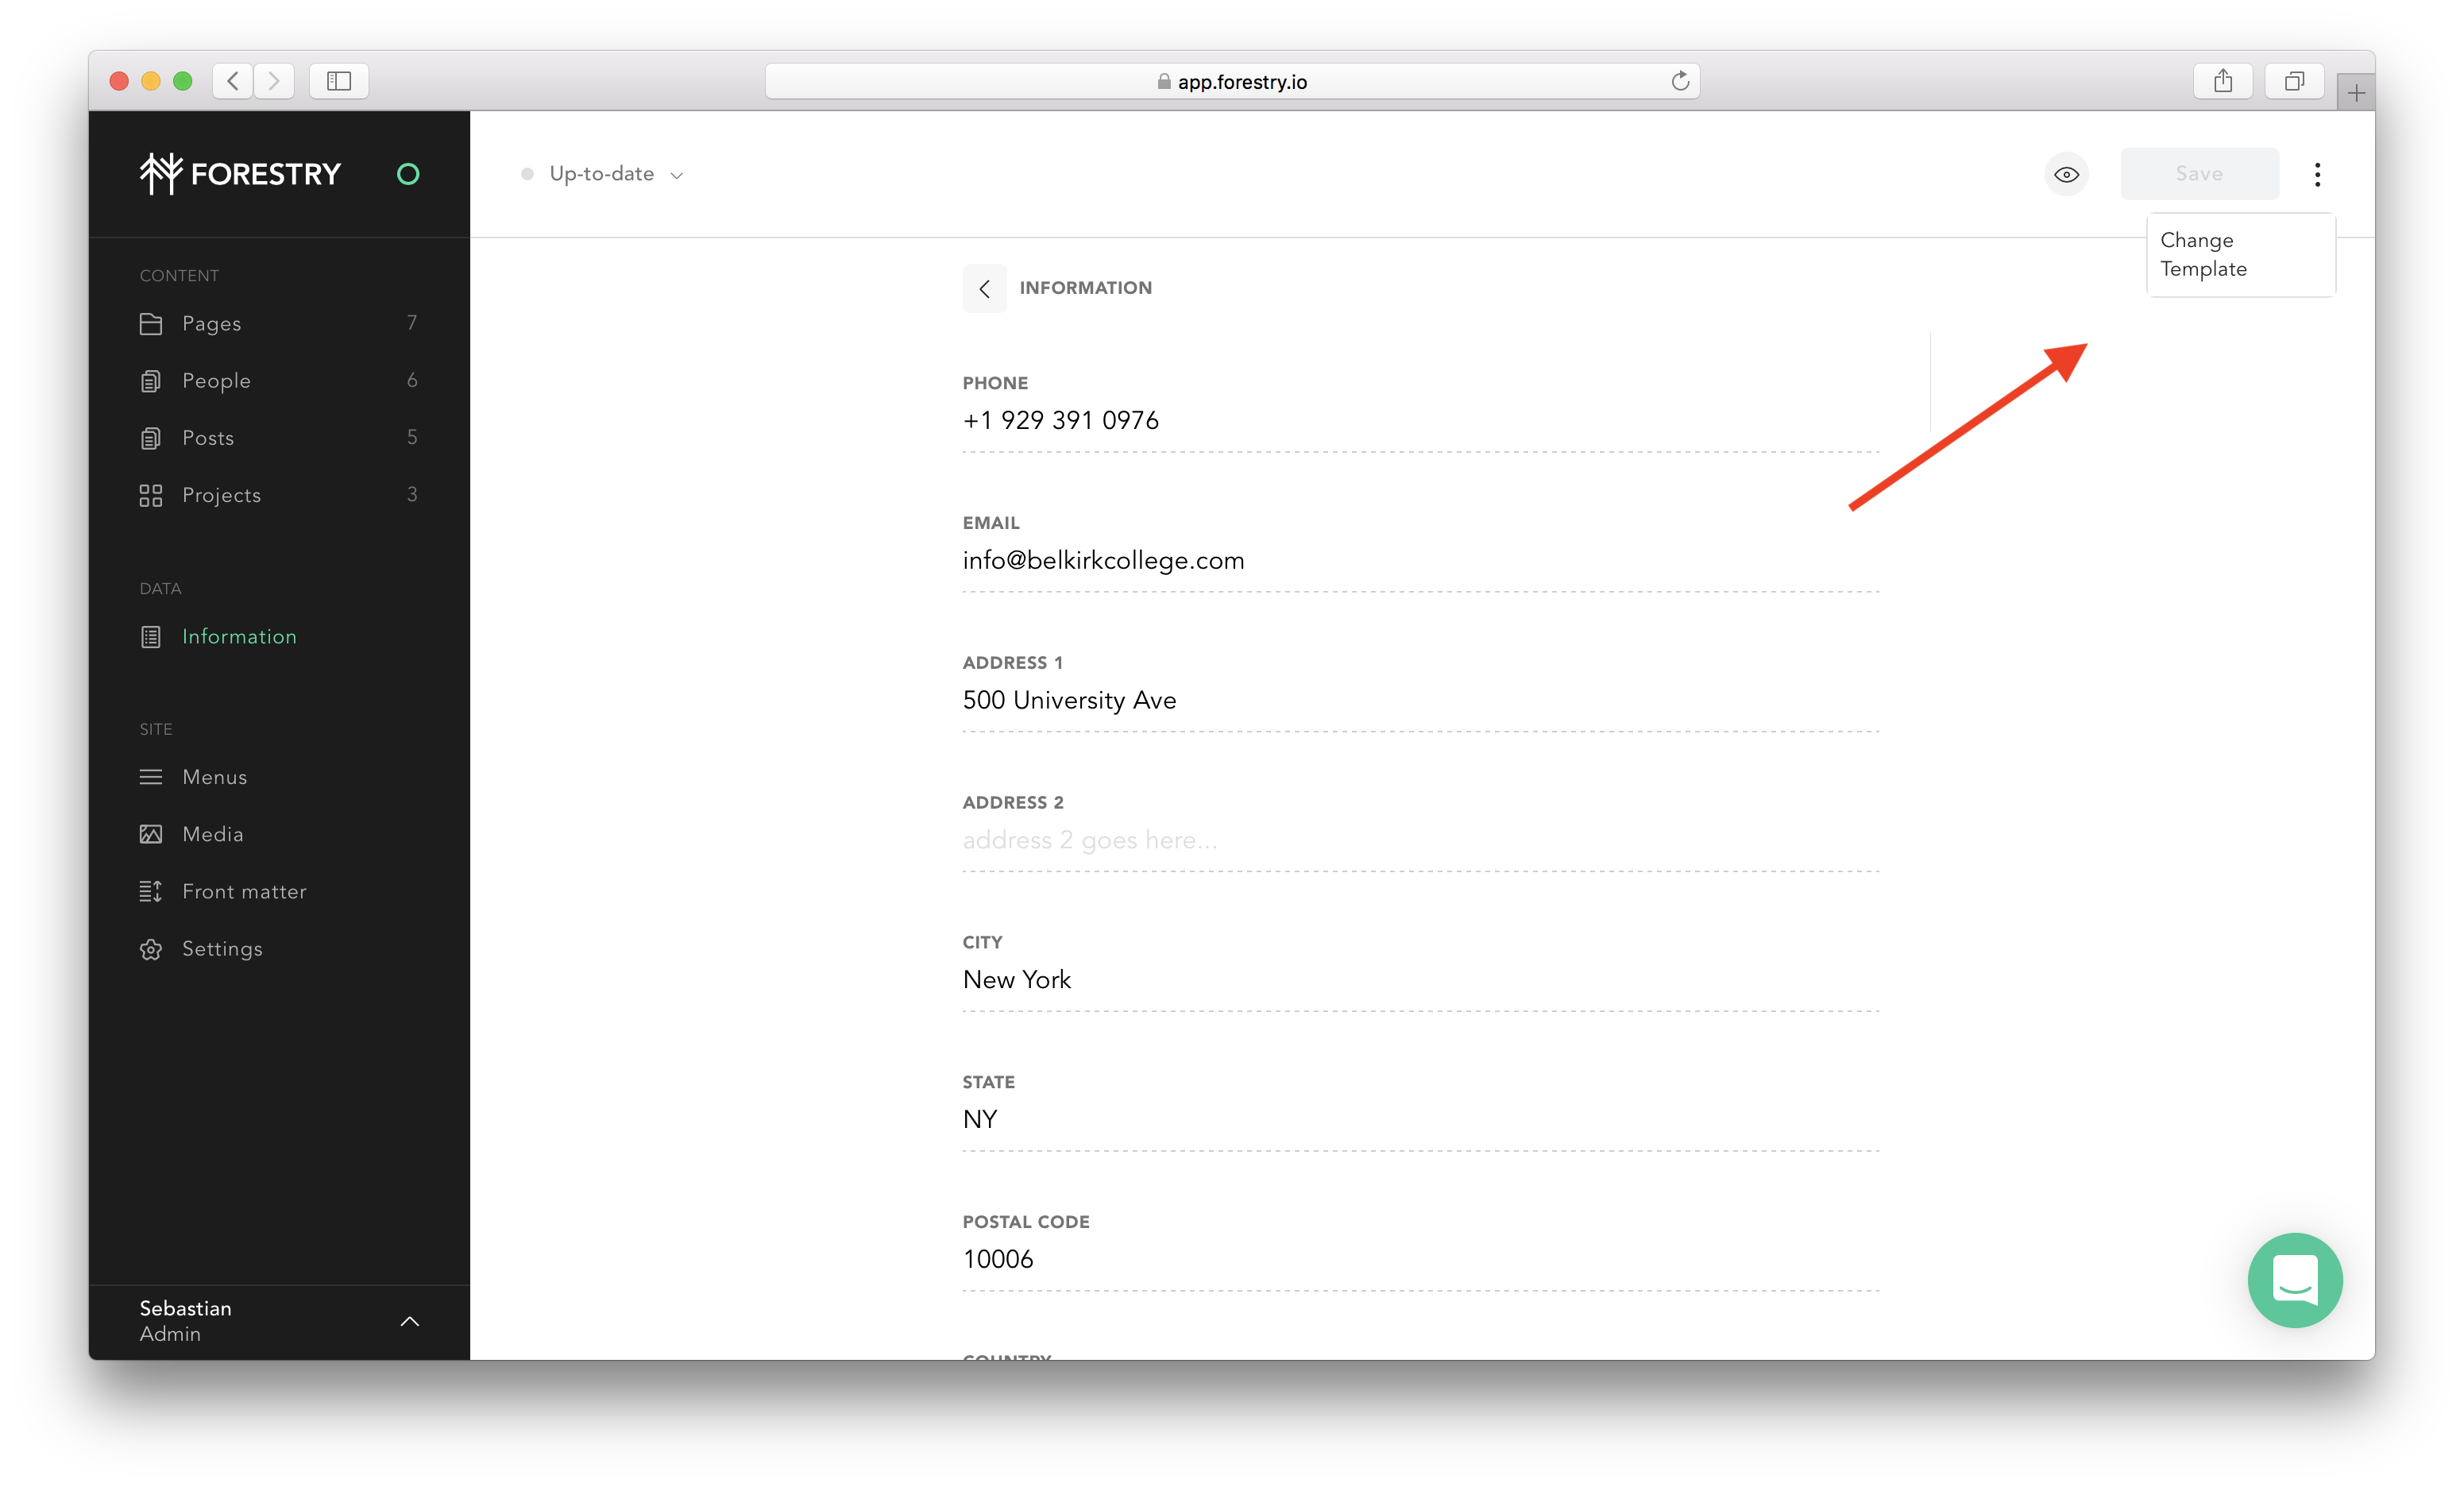 app.forestry.io
FORESTRY
Up-to-date
Save
Change
Template
CONTENT
Pages 7
People 6
Posts 5
Projects 3
DATA
Information
SITE
Menus
Media
Front matter
Settings
Sebastian
Admin
INFORMATION
PHONE
+1 929 391 0976
EMAIL
info@belkirkcollege.com
ADDRESS 1
500 University Ave
ADDRESS 2
address 2 goes here...
CITY
New York
STATE
NY
POSTAL CODE
10006
COUNTRY